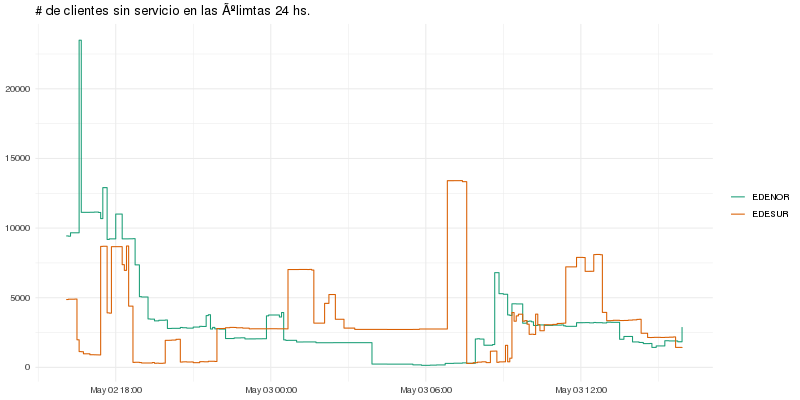 # de clientes sin servicio en las Ãºlimtas 24 hs.
20000
15000
10000
5000
0
May 02 18:00
May 03 00:00
May 03 06:00
May 03 12:00
EDENOR
EDESUR